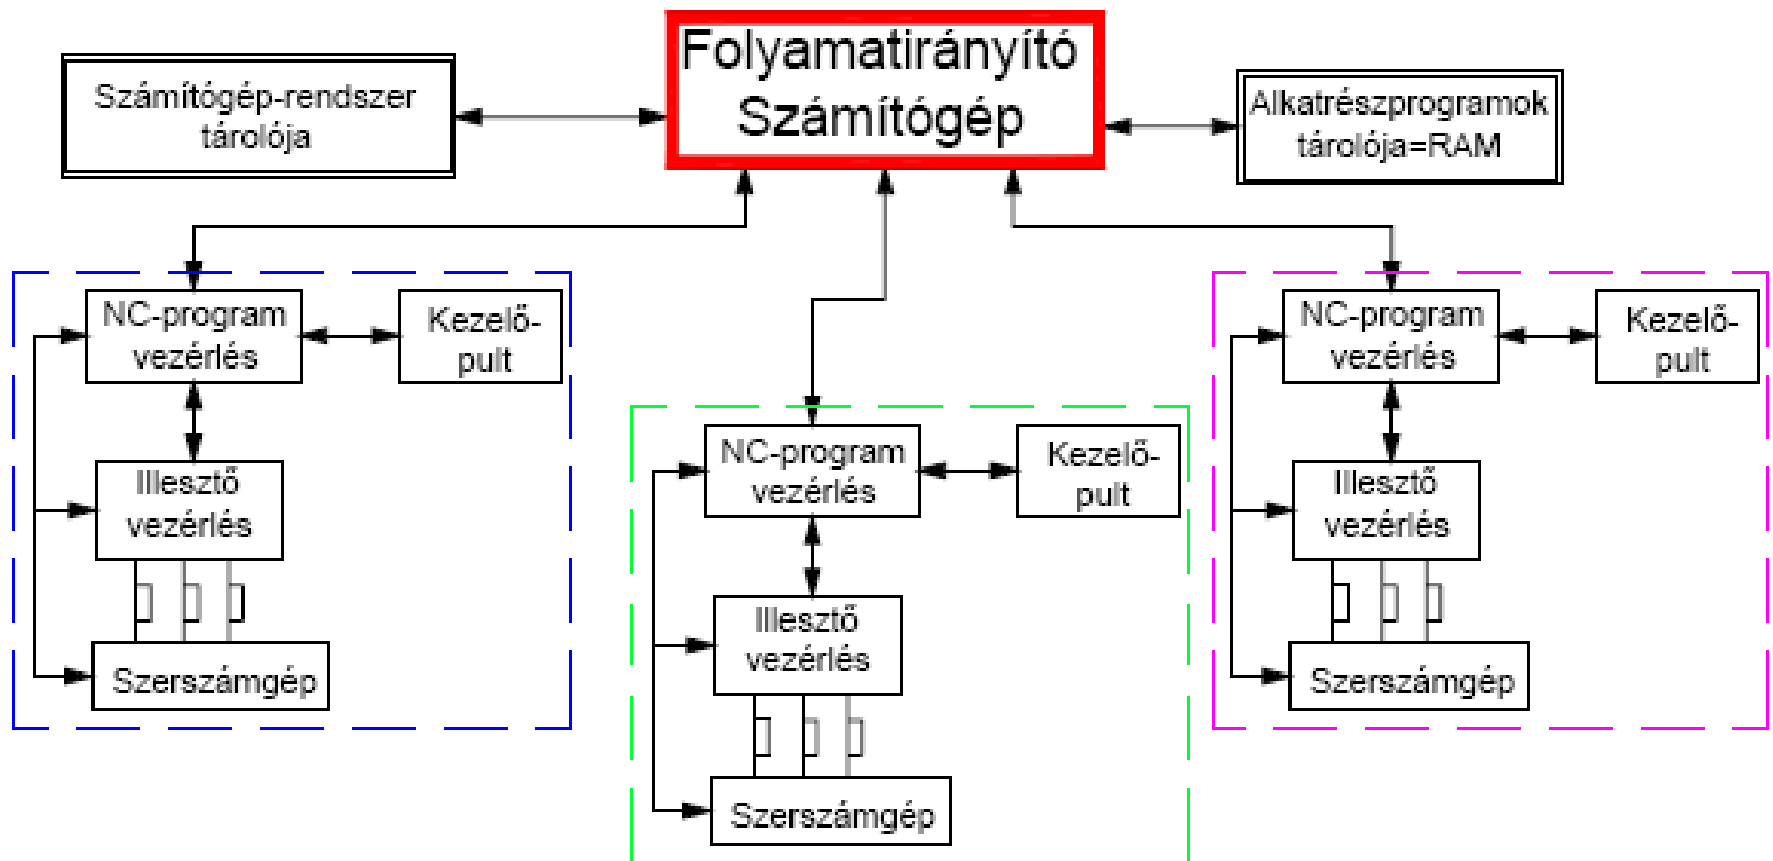 Folyamatirányító
Számítógép
Számítógép-rendszer
tárolója
Alkatrészprogramok
tárolója=RAM
NC-program
vezérlés
Kezelő-
pult
Illesztő
vezérlés
Szerszámgép
NC-program
vezérlés
Kezelő-
pult
Illesztő
vezérlés
Szerszámgép
NC-program
vezérlés
Kezelő-
pult
Illesztő
vezérlés
Szerszámgép